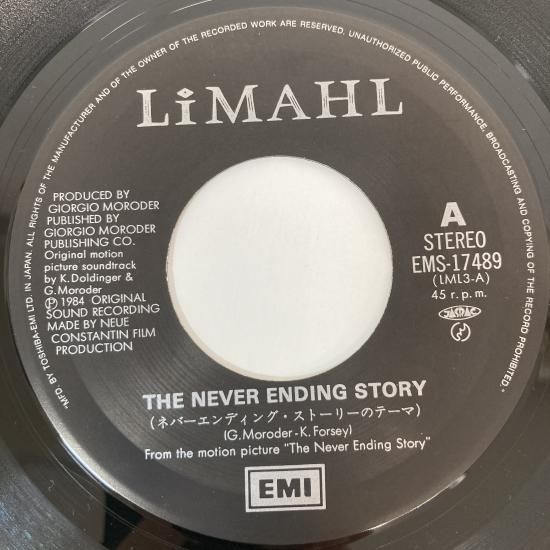 "MFD. BY TOSHIBA-EMI LTD. IN JAPAN. ALL RIGHTS OF THE MANUFACTURER AND OF THE OWNER OF THE RECORDED WORK ARE RESERVED. UNAUTHORIZED PUBLIC PERFORMANCE, BROADCASTING AND COPYING OF THE RECORD PROHIBITED."
LiMAHL
PRODUCED BY
GIORGIO MORODER
PUBLISHED BY
GIORGIO MORODER
PUBLISHING CO.
Original motion
picture soundtrack
by K. Doldinger &
G.Moroder
Ⓟ 1984 ORIGINAL
SOUND RECORDING
MADE BY NEUE
CONSTANTIN FILM
PRODUCTION
A
STEREO
EMS-17489
(LML3-A)
45 r.p.m.
JASRAC
THE NEVER ENDING STORY
(ネバーエンディング・ストーリーのテーマ)
(G.Moroder-K.Forsey)
From the motion picture "The Never Ending Story"
EMI